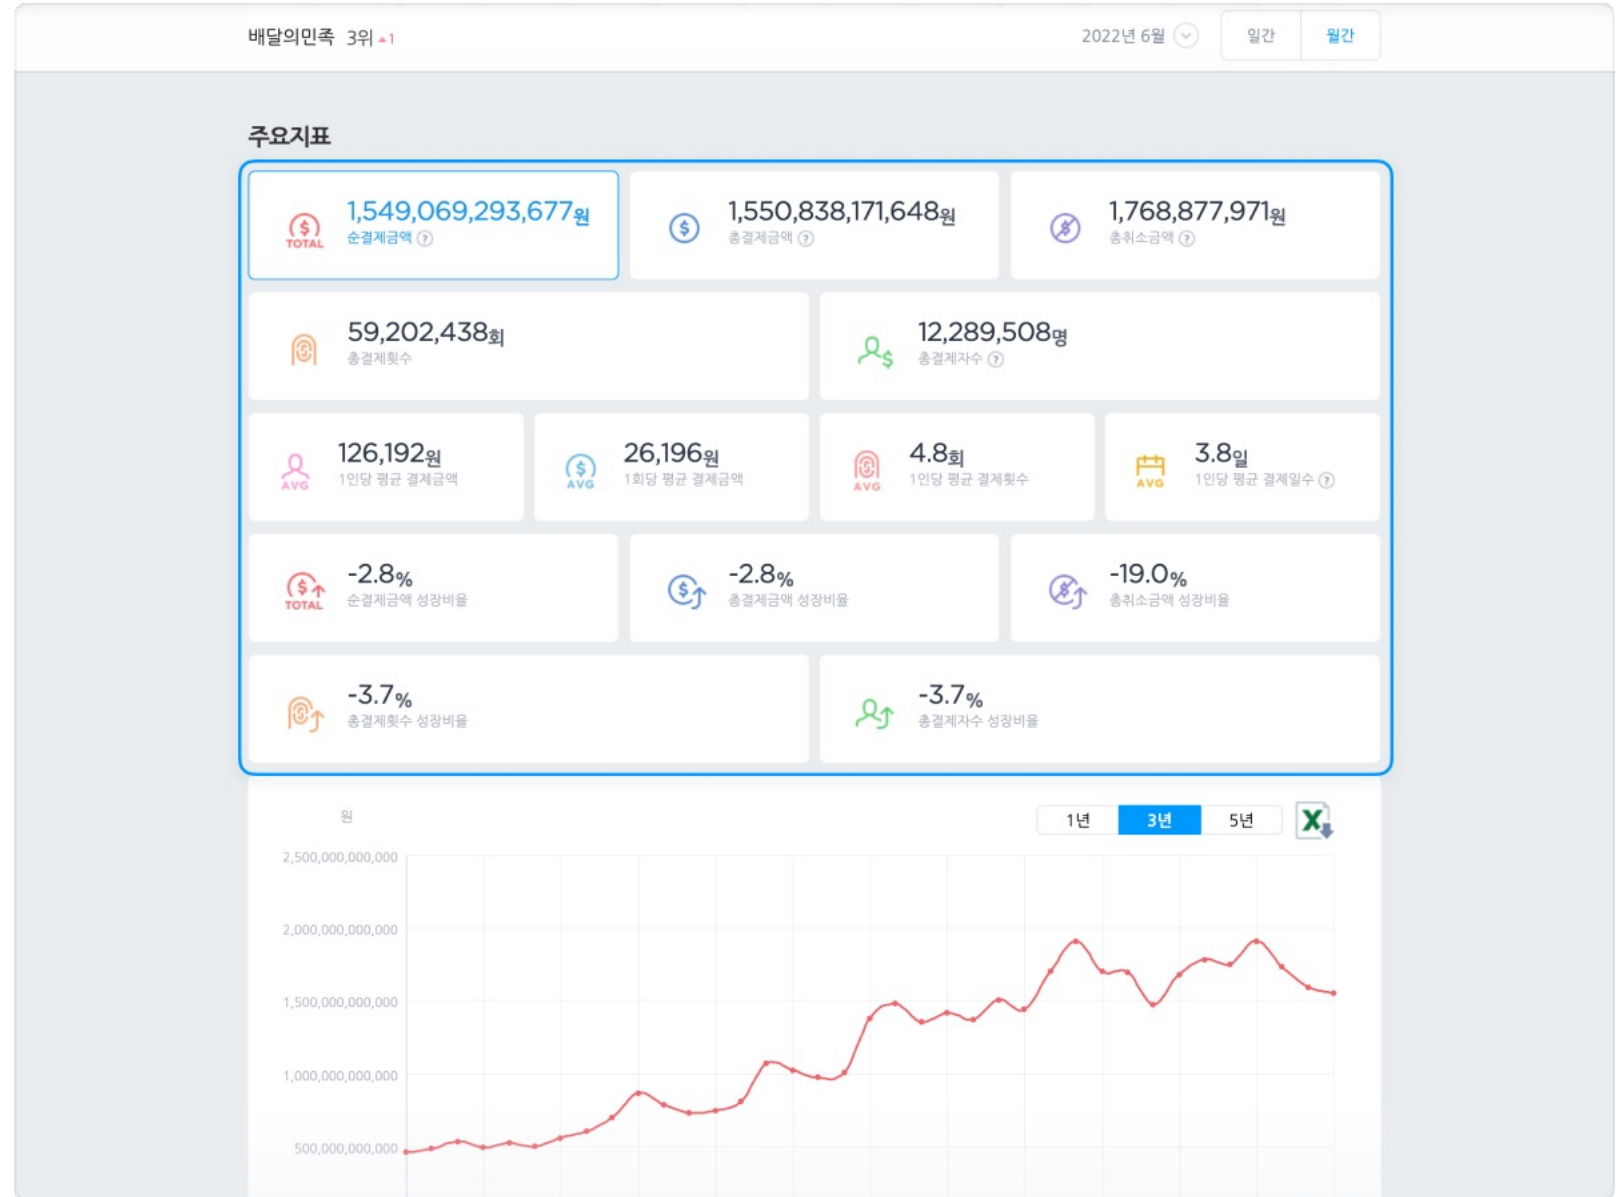 배달의민족 3위 ▲1
2022년 6월 일간 월간
주요지표
1,549,069,293,677원
순결제금액 ?
TOTAL
1,550,838,171,648원
총결제금액 ?
1,768,877,971원
총취소금액 ?
59,202,438회
총결제횟수
12,289,508명
총결제자수 ?
126,192원
1인당 평균 결제금액
AVG
26,196원
1회당 평균 결제금액
AVG
4.8회
1인당 평균 결제횟수
AVG
3.8일
1인당 평균 결제일수 ?
AVG
-2.8%
순결제금액 성장비율
TOTAL
-2.8%
총결제금액 성장비율
-19.0%
총취소금액 성장비율
-3.7%
총결제횟수 성장비율
-3.7%
총결제자수 성장비율
원
1년 3년 5년
2,500,000,000,000
2,000,000,000,000
1,500,000,000,000
1,000,000,000,000
500,000,000,000